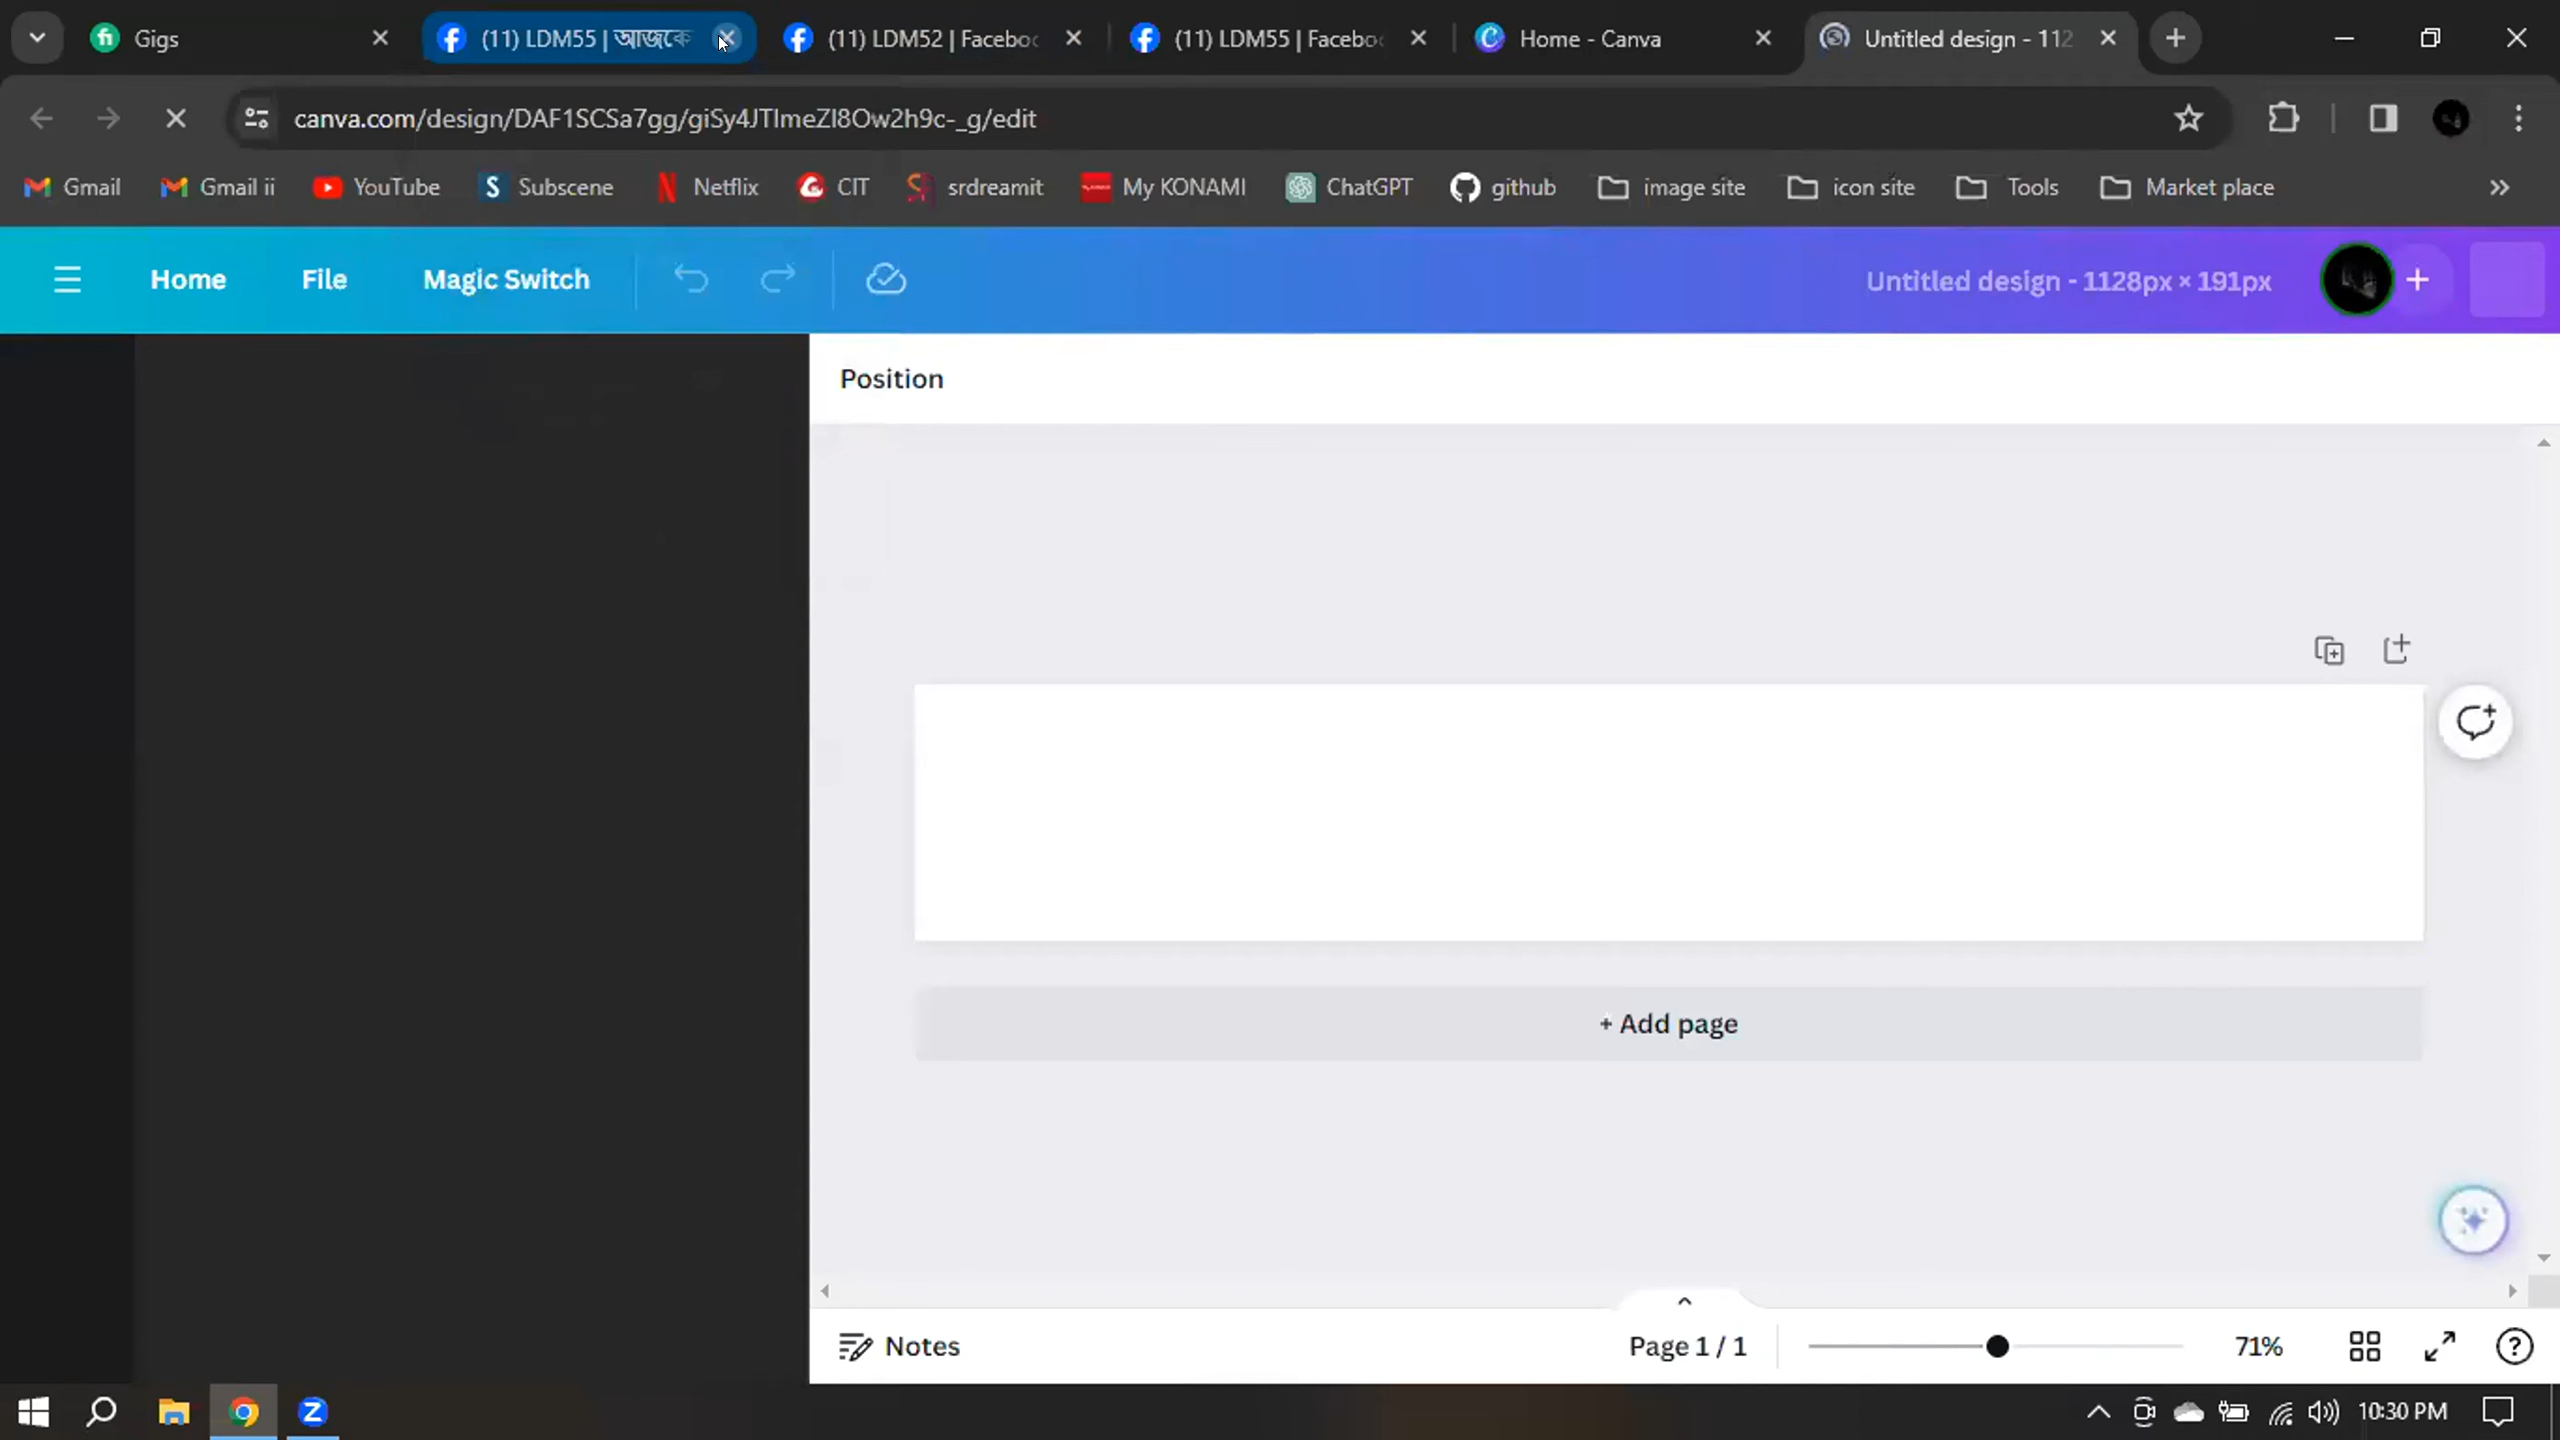 Gigs
(11) LDM55 | আজকে
(11) LDM52 | Faceboo
(11) LDM55 | Faceboo
Home - Canva
Untitled design - 112
canva.com/design/DAF1SCSa7gg/giSy4JTlmeZl8Ow2h9c-_g/edit
Gmail
Gmail ii
YouTube
Subscene
Netflix
CIT
srdreamit
My KONAMI
ChatGPT
github
image site
icon site
Tools
Market place
Home
File
Magic Switch
Untitled design - 1128px × 191px
Position
+ Add page
Notes
Page 1 / 1
71%
10:30 PM